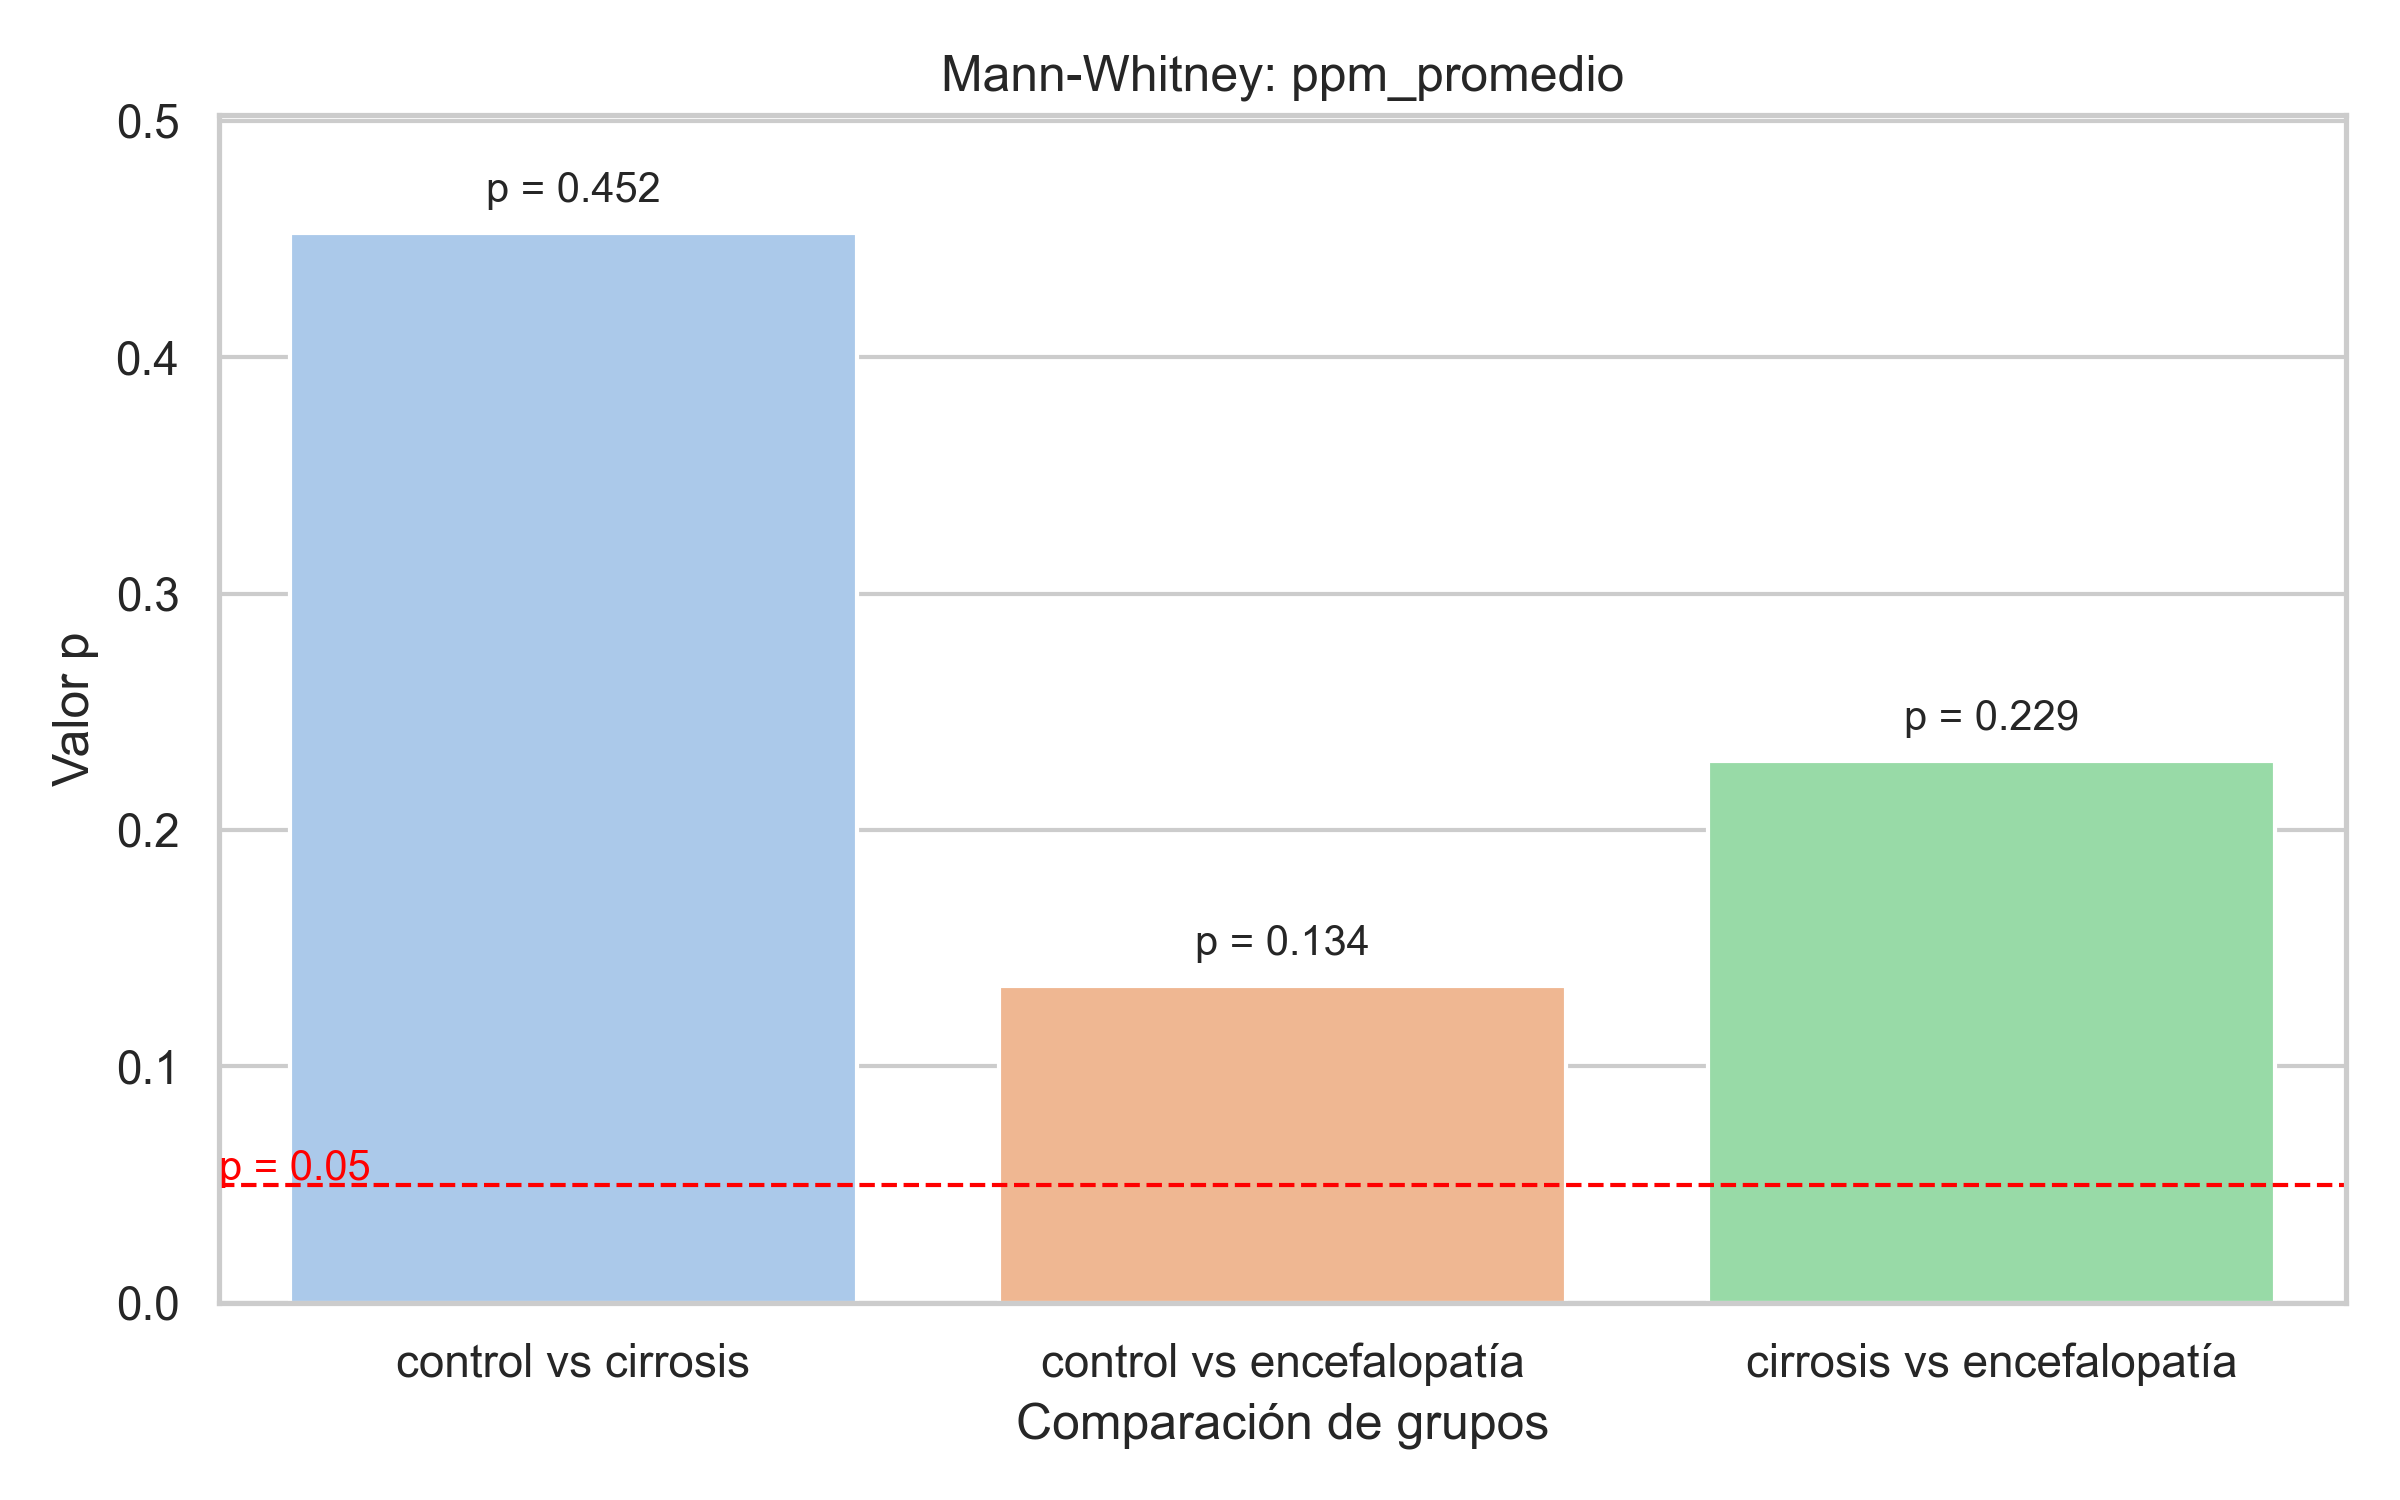 Mann-Whitney: ppm_promedio
0.5
p = 0.452
0.4
0.3
Valor p
p = 0.229
0.2
p = 0.134
0.1
p = 0.05
0.0
control vs cirrosis
control vs encefalopatía
cirrosis vs encefalopatía
Comparación de grupos